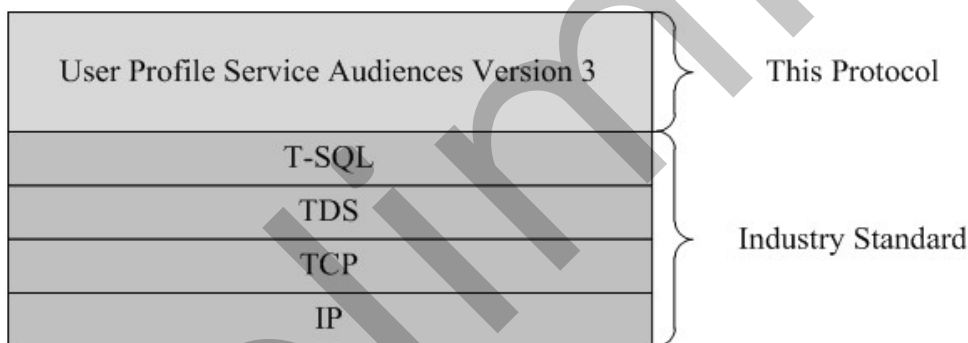 User Profile Service Audiences Version 3
This Protocol
T-SQL
TDS
TCP
IP
Industry Standard